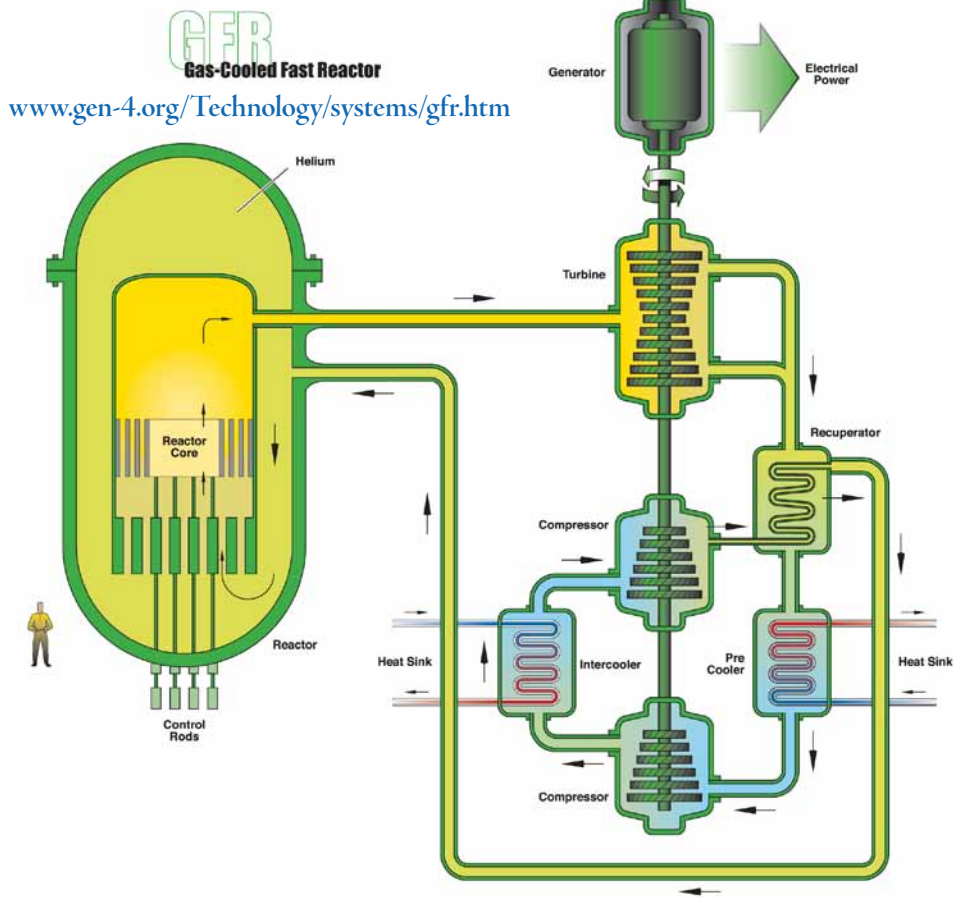 GFR
Gas-Cooled Fast Reactor
www.gen-4.org/Technology/systems/gfr.htm
Generator
Electrical
Power
Helium
Turbine
Reactor
Core
Recuperator
Compressor
Reactor
Heat Sink
Intercooler
Pre
Cooler
Heat Sink
Control
Rods
Compressor